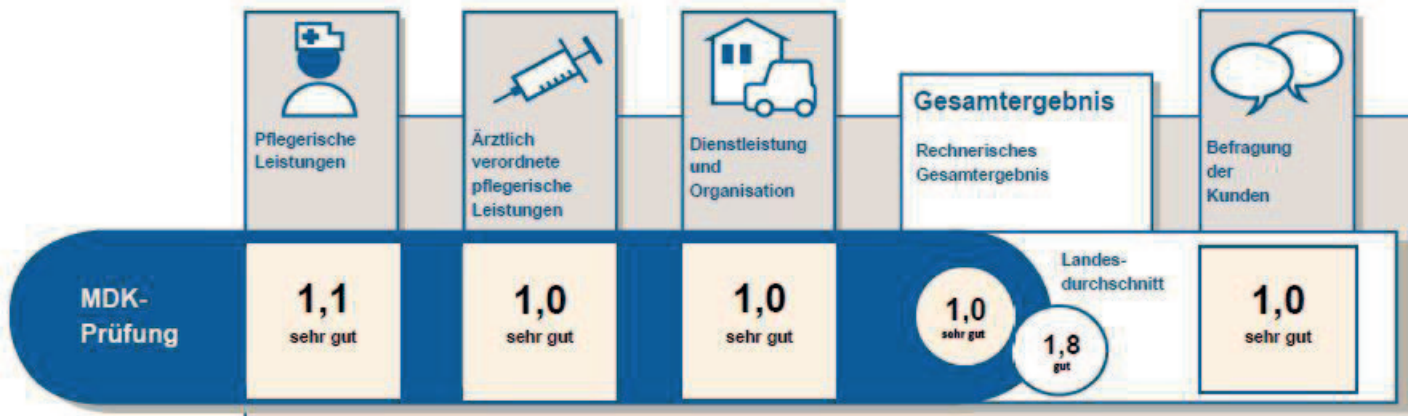 Pflegerische
Leistungen
Ärztlich
verordnete
pflegerische
Leistungen
Dienstleistung
und
Organisation
Gesamtergebnis
Rechnerisches
Gesamtergebnis
Befragung
der
Kunden
MDK-
Prüfung
1,1
sehr gut
1,0
sehr gut
1,0
sehr gut
1,0
sehr gut
Landes-
durchschnitt
1,8
gut
1,0
sehr gut